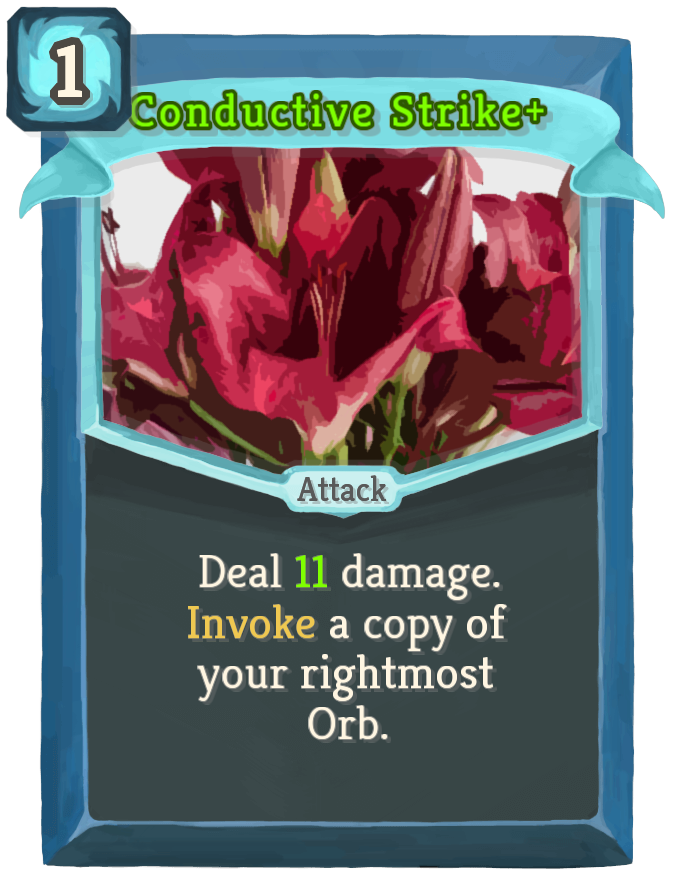 1
Conductive Strike+
Attack
Deal 11 damage.
Invoke a copy of
your rightmost
Orb.